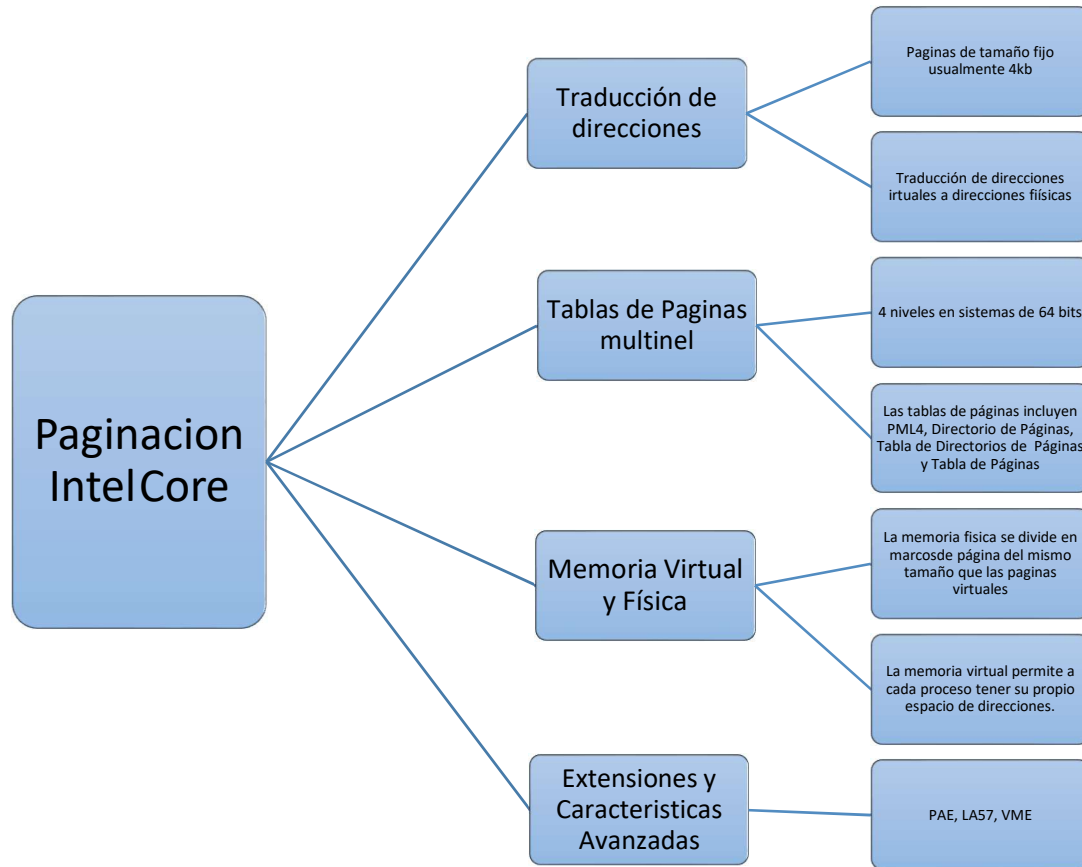 Paginacion
Intel Core
Traducción de
direcciones
Paginas de tamaño fijo
usualmente 4kb
Traducción de direcciones
irtuales a direcciones fiísicas
Tablas de Paginas
multinel
4 niveles en sistemas de 64 bits
Las tablas de páginas incluyen
PML4, Directorio de Páginas,
Tabla de Directorios de Páginas
y Tabla de Páginas
Memoria Virtual
y Física
La memoria fisica se divide en
marcosde página del mismo
tamaño que las paginas
virtuales
La memoria virtual permite a
cada proceso tener su propio
espacio de direcciones.
Extensiones y
Caracteristicas
Avanzadas
PAE, LA57, VME